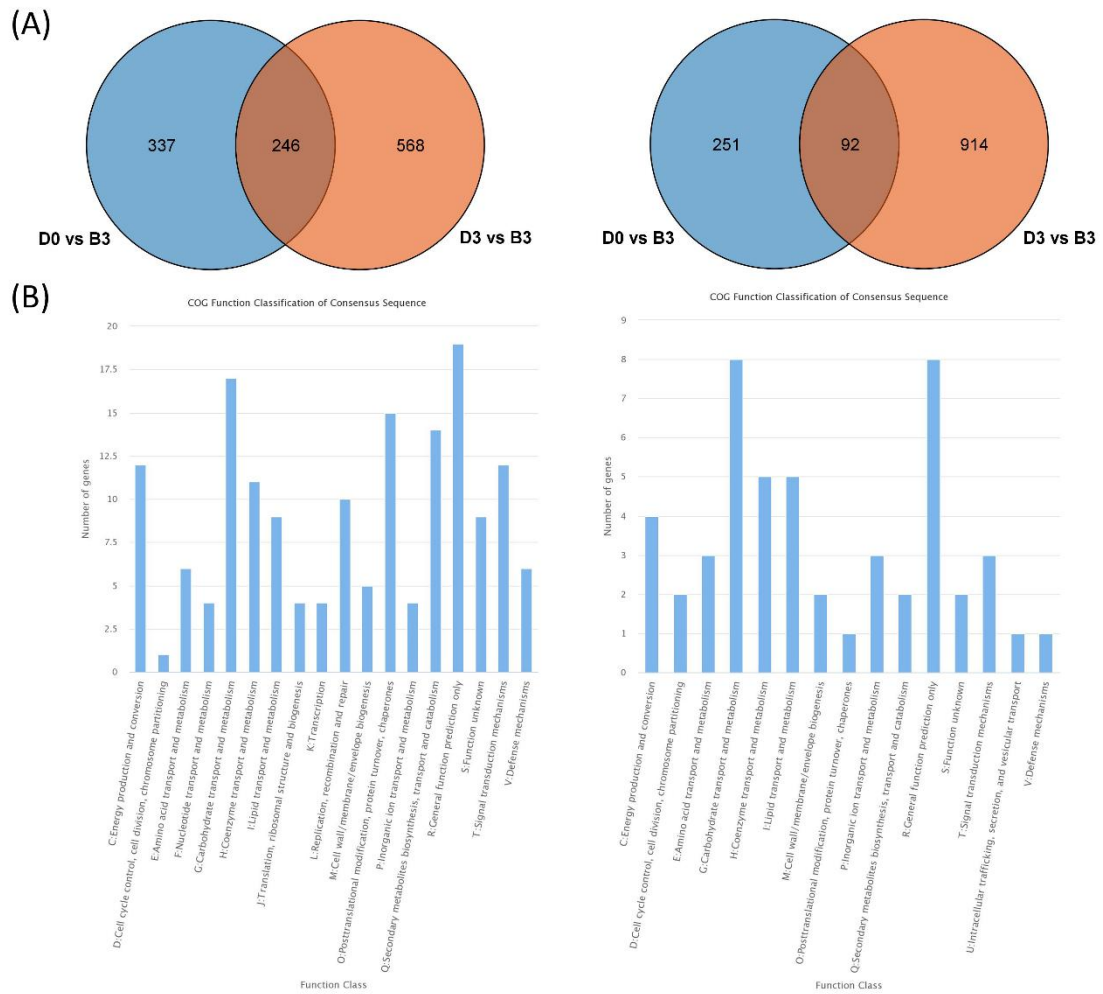 (A)
337
246
568
D0 vs B3
D3 vs B3
251
92
914
D0 vs B3
D3 vs B3
(B)
COG Function Classification of Consensus Sequence
Number of genes
20
17.5
15
12.5
10
7.5
5
2.5
0
C:Energy production and conversion
D:Cell cycle control, cell division, chromosome partitioning
E:Amino acid transport and metabolism
F:Nucleotide transport and metabolism
G:Carbohydrate transport and metabolism
H:Coenzyme transport and metabolism
I:Lipid transport and metabolism
J:Translation, ribosomal structure and biogenesis
K:Transcription
L:Replication, recombination and repair
M:Cell wall/membrane/envelope biogenesis
O:Posttranslational modification, protein turnover, chaperones
P:Inorganic ion transport and metabolism
Q:Secondary metabolites biosynthesis, transport and catabolism
R:General function prediction only
S:Function unknown
T:Signal transduction mechanisms
V:Defense mechanisms
Function Class
COG Function Classification of Consensus Sequence
Number of genes
9
8
7
6
5
4
3
2
1
0
C:Energy production and conversion
D:Cell cycle control, cell division, chromosome partitioning
E:Amino acid transport and metabolism
G:Carbohydrate transport and metabolism
H:Coenzyme transport and metabolism
I:Lipid transport and metabolism
M:Cell wall/membrane/envelope biogenesis
O:Posttranslational modification, protein turnover, chaperones
P:Inorganic ion transport and metabolism
Q:Secondary metabolites biosynthesis, transport and catabolism
R:General function prediction only
S:Function unknown
T:Signal transduction mechanisms
U:Intracellular trafficking, secretion, and vesicular transport
V:Defense mechanisms
Function Class